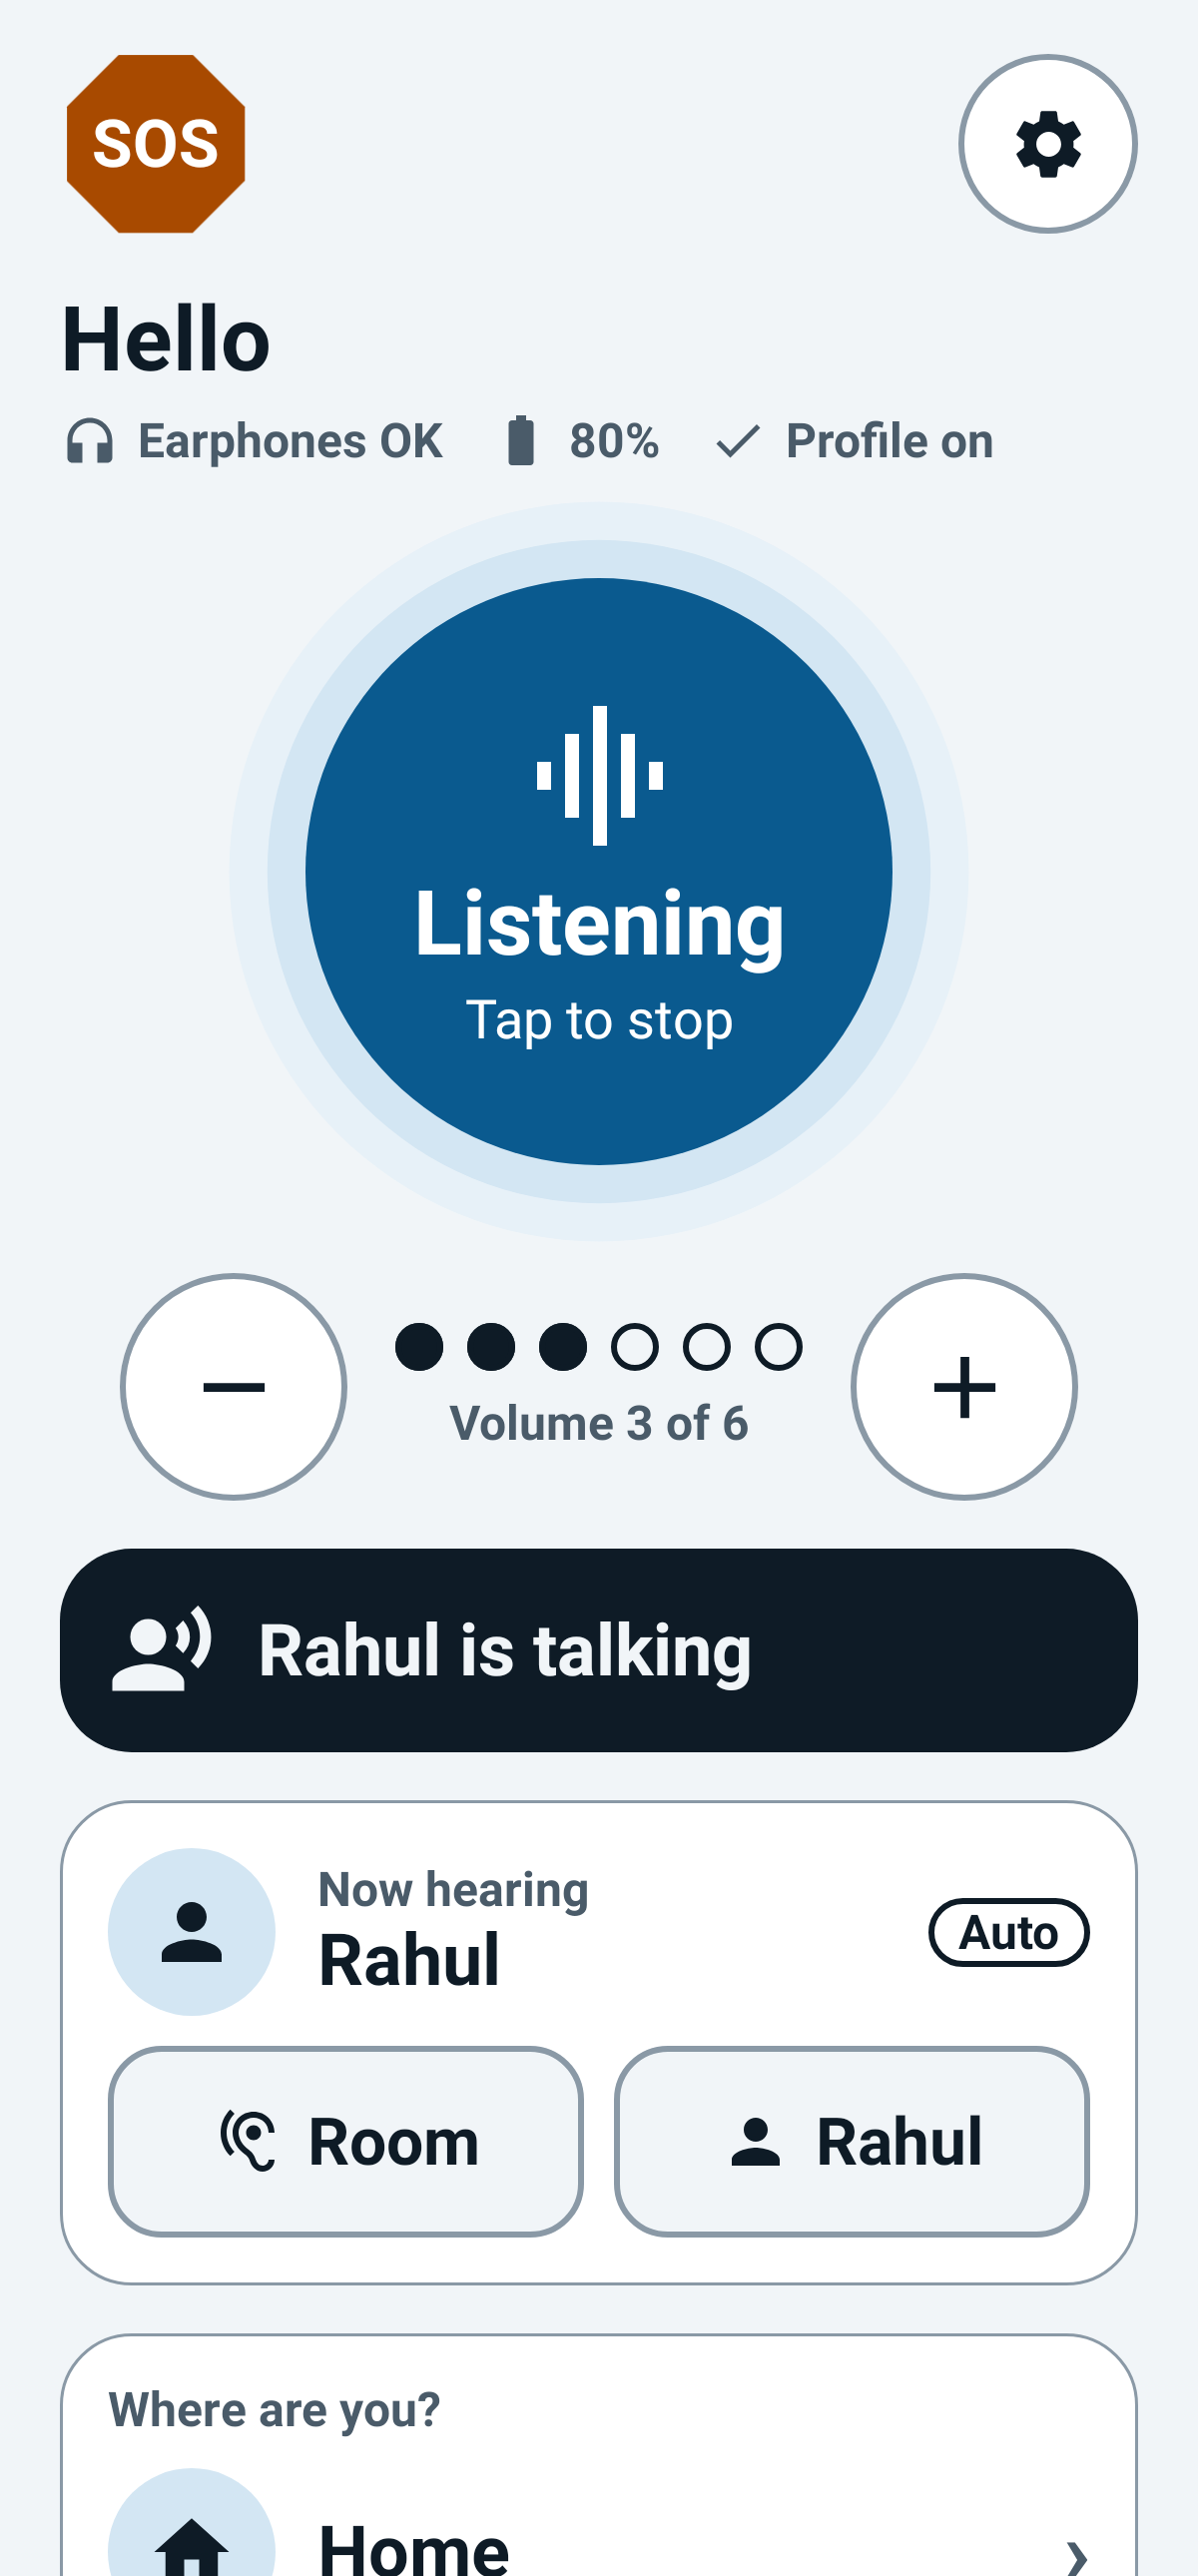 SOS
Hello
Earphones OK 80% Profile on
Listening
Tap to stop
Volume 3 of 6
Rahul is talking
Now hearing
Rahul
Auto
Room Rahul
Where are you?
Home